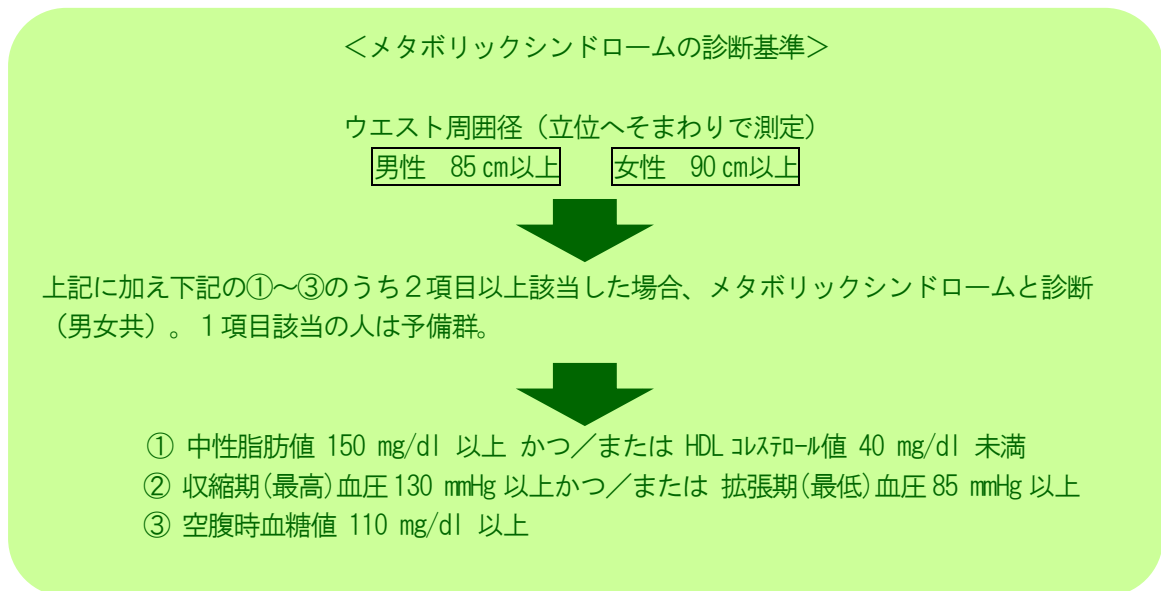 ＜メタボリックシンドロームの診断基準＞
ウエスト周囲径（立位へそまわりで測定）
男性　85㎝以上　　女性　90㎝以上
上記に加え下記の①～③のうち２項目以上該当した場合、メタボリックシンドロームと診断
（男女共）。１項目該当の人は予備群。
① 中性脂肪値 150 mg/dl 以上 かつ／または HDL ｺﾚｽﾃﾛｰﾙ値 40 mg/dl 未満
② 収縮期(最高)血圧 130 mmHg 以上かつ／または 拡張期(最低)血圧 85 mmHg 以上
③ 空腹時血糖値 110 mg/dl 以上